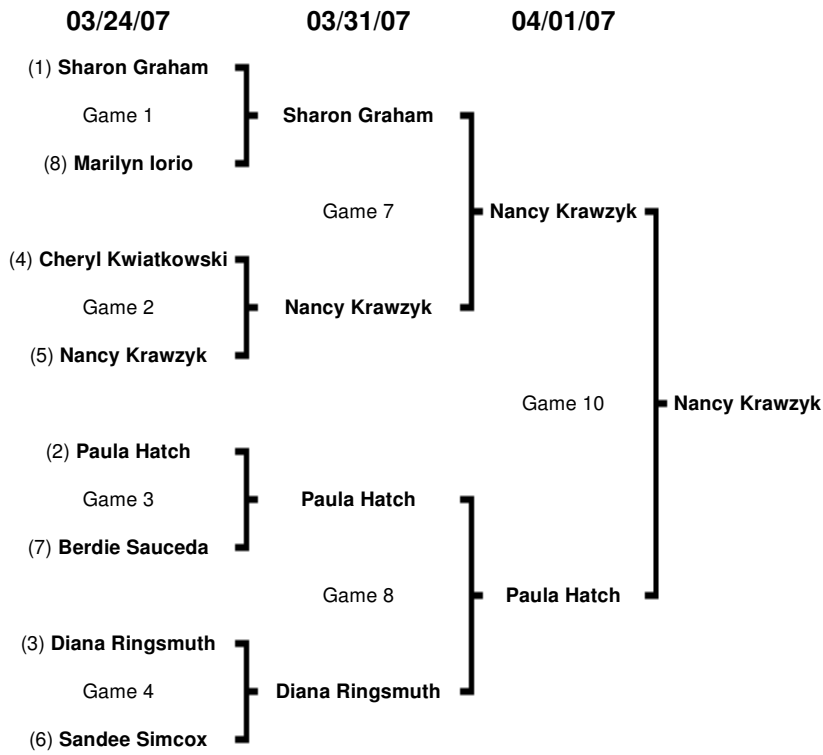 03/24/07 03/31/07 04/01/07
(1) Sharon Graham
Game 1 Sharon Graham
(8) Marilyn Iorio
Game 7 Nancy Krawzyk
(4) Cheryl Kwiatkowski
Game 2 Nancy Krawzyk
(5) Nancy Krawzyk
Game 10 Nancy Krawzyk
(2) Paula Hatch
Game 3 Paula Hatch
(7) Berdie Sauceda
Game 8 Paula Hatch
(3) Diana Ringsmuth
Game 4 Diana Ringsmuth
(6) Sandee Simcox